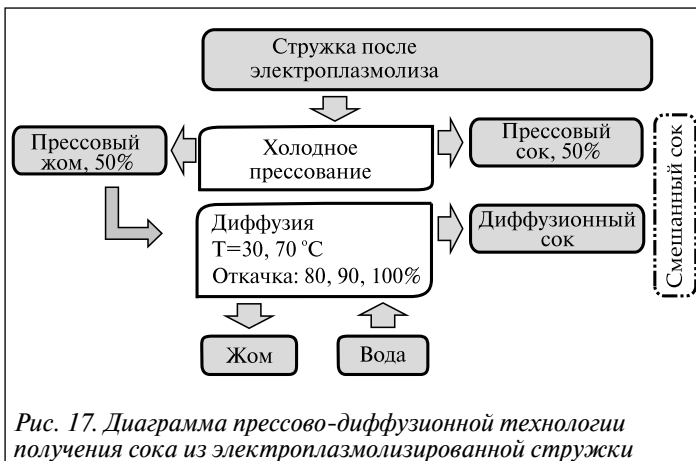 Стружка после
электроплазмолиза
Прессовый
жом, 50%
Холодное
прессование
Прессовый
сок, 50%
Смешанный сок
Диффузия
T=30, 70 °C
Откачка: 80, 90, 100%
Диффузионный
сок
Жом
Вода
Рис. 17. Диаграмма прессово-диффузионной технологии
получения сока из электроплазмолизированной стружки